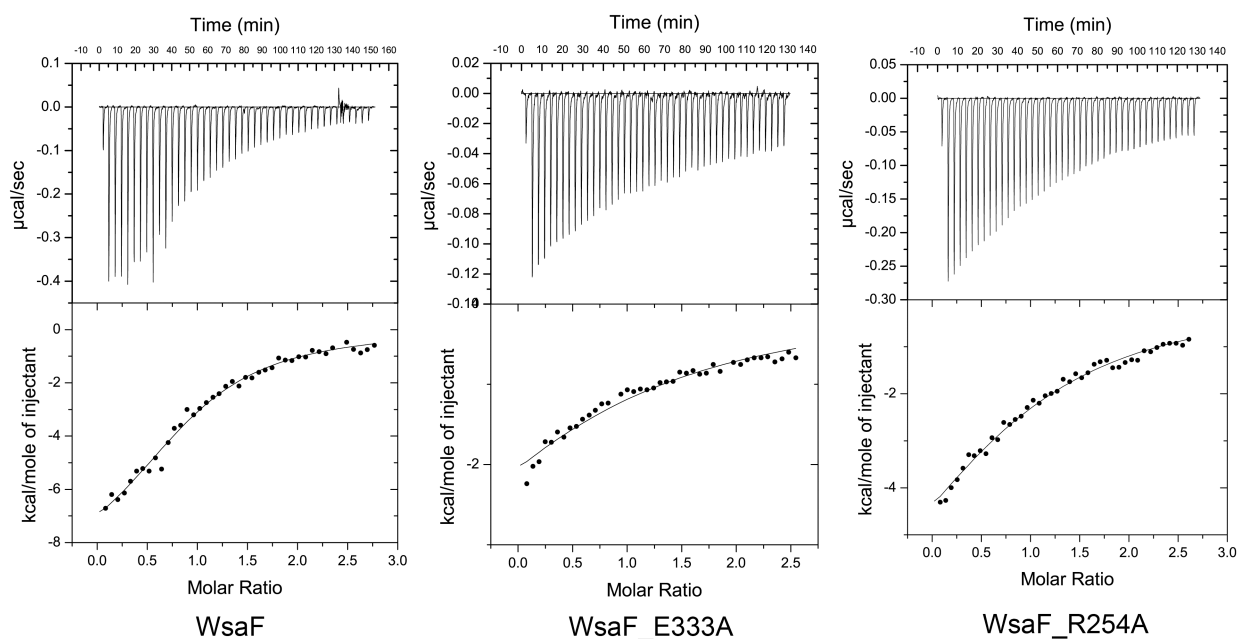 Time (min)
-10 0 10 20 30 40 50 60 70 80 90 100 110 120 130 140 150 160
0.1
0.0
-0.1
-0.2
-0.3
-0.4
µcal/sec
0
-2
-4
-6
-8
kcal/mole of injectant
0.0 0.5 1.0 1.5 2.0 2.5 3.0
Molar Ratio
WsaF
Time (min)
-10 0 10 20 30 40 50 60 70 80 90 100 110 120 130 140
0.02
0.00
-0.02
-0.04
-0.06
-0.08
-0.10
-0.12
µcal/sec
-2
kcal/mole of injectant
0.0 0.5 1.0 1.5 2.0 2.5
Molar Ratio
WsaF_E333A
Time (min)
-10 0 10 20 30 40 50 60 70 80 90 100 110 120 130 140
0.05
0.00
-0.05
-0.10
-0.15
-0.20
-0.25
-0.30
µcal/sec
-2
-4
kcal/mole of injectant
0.0 0.5 1.0 1.5 2.0 2.5 3.0
Molar Ratio
WsaF_R254A